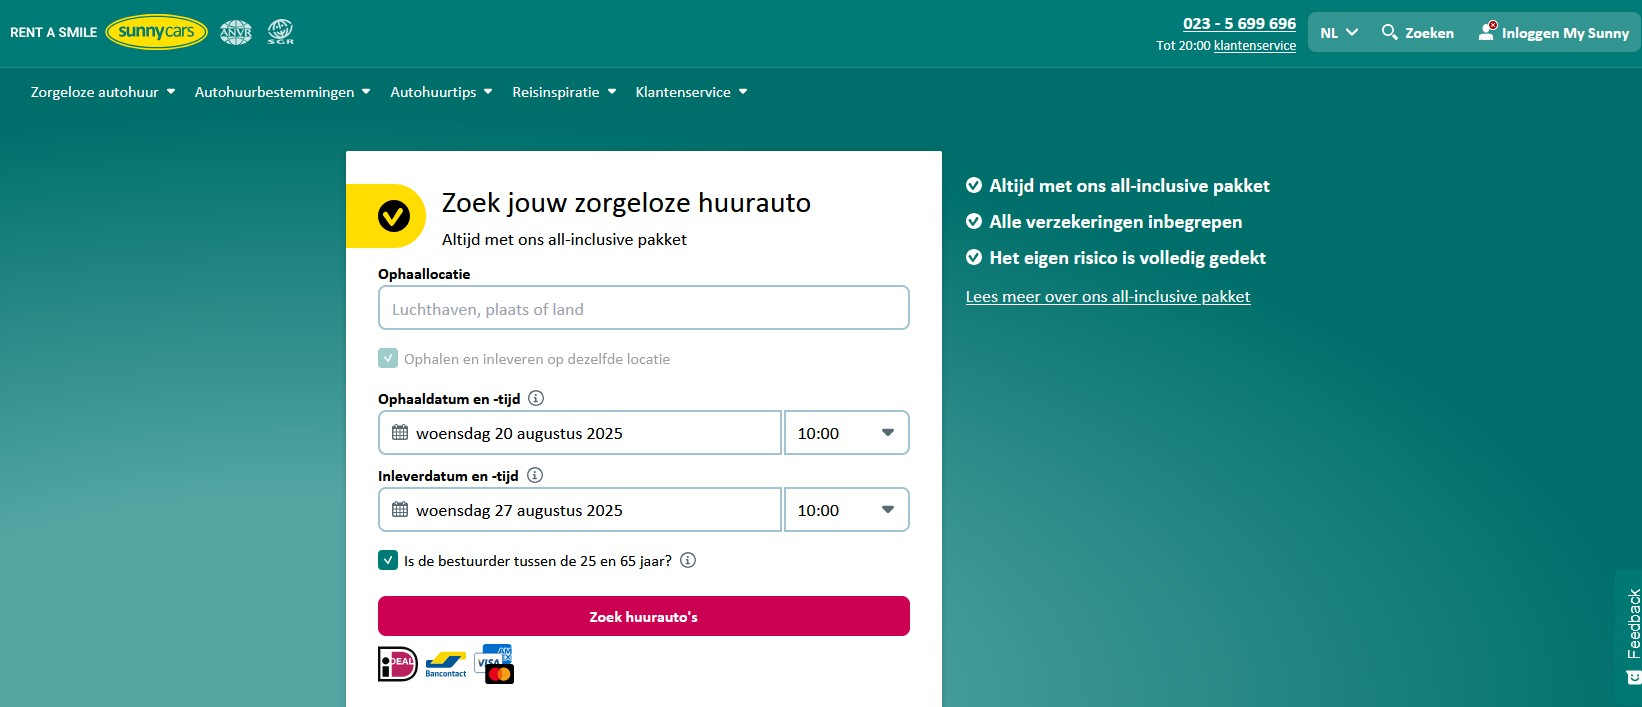 RENT A SMILE sunnycars ANVR SGR
023 - 5 699 696
Tot 20:00 klantenservice
NL Zoeken Inloggen My Sunny
Zorgeloze autohuur Autohuurbestemmingen Autohuurtips Reisinspiratie Klantenservice
Zoek jouw zorgeloze huurauto
Altijd met ons all-inclusive pakket
Ophaallocatie
Luchthaven, plaats of land
Ophalen en inleveren op dezelfde locatie
Ophaaldatum en -tijd
woensdag 20 augustus 2025 10:00
Inleverdatum en -tijd
woensdag 27 augustus 2025 10:00
Is de bestuurder tussen de 25 en 65 jaar?
Zoek huurauto's
iDEAL Bancontact VISA AMEX
Altijd met ons all-inclusive pakket
Alle verzekeringen inbegrepen
Het eigen risico is volledig gedekt
Lees meer over ons all-inclusive pakket
Feedback